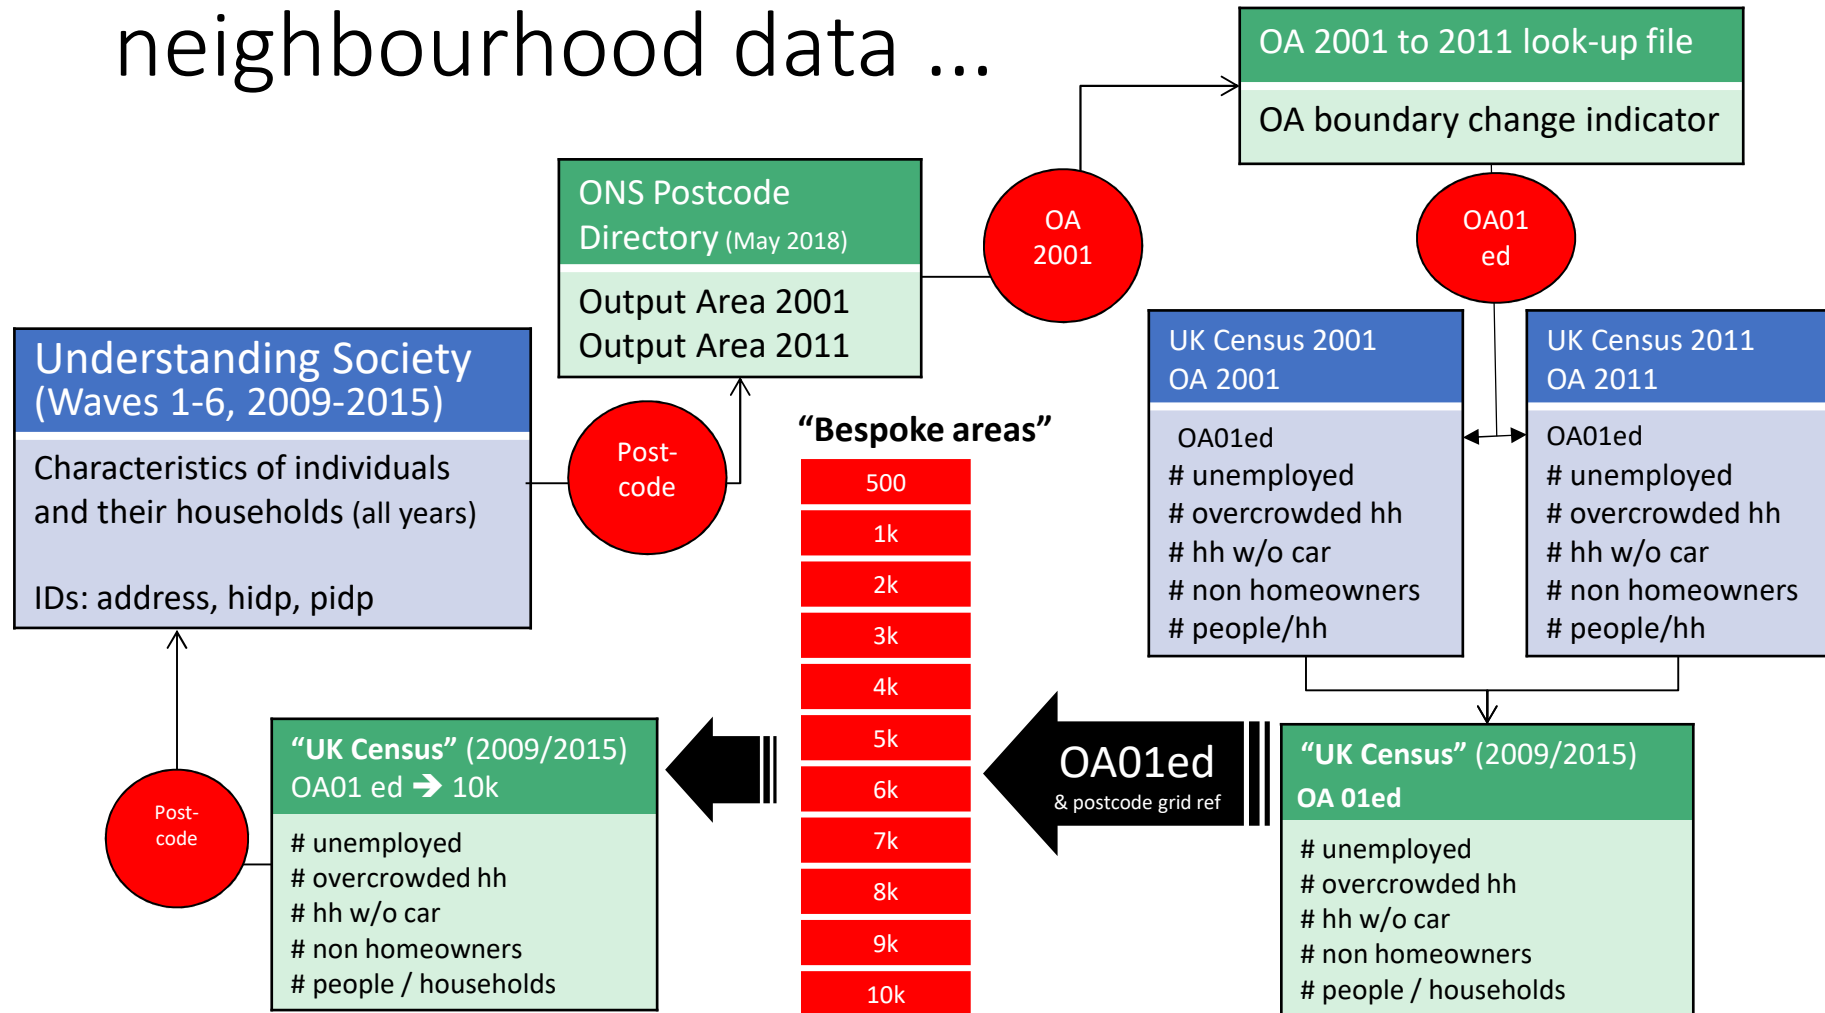 neighbourhood data ...
OA 2001 to 2011 look-up file
OA boundary change indicator
ONS Postcode
Directory (May 2018)
Output Area 2001
Output Area 2011
OA
2001
OA01
ed
Understanding Society
(Waves 1-6, 2009-2015)
Characteristics of individuals
and their households (all years)
IDs: address, hidp, pidp
Post-
code
"Bespoke areas"
500
1k
2k
3k
4k
5k
6k
7k
8k
9k
10k
UK Census 2001
OA 2001
OA01ed
# unemployed
# overcrowded hh
# hh w/o car
# non homeowners
# people/hh
UK Census 2011
OA 2011
OA01ed
# unemployed
# overcrowded hh
# hh w/o car
# non homeowners
# people/hh
"UK Census" (2009/2015)
OA 01ed
# unemployed
# overcrowded hh
# hh w/o car
# non homeowners
# people / households
OA01ed
& postcode grid ref
"UK Census" (2009/2015)
OA01 ed ➔ 10k
# unemployed
# overcrowded hh
# hh w/o car
# non homeowners
# people / households
Post-
code